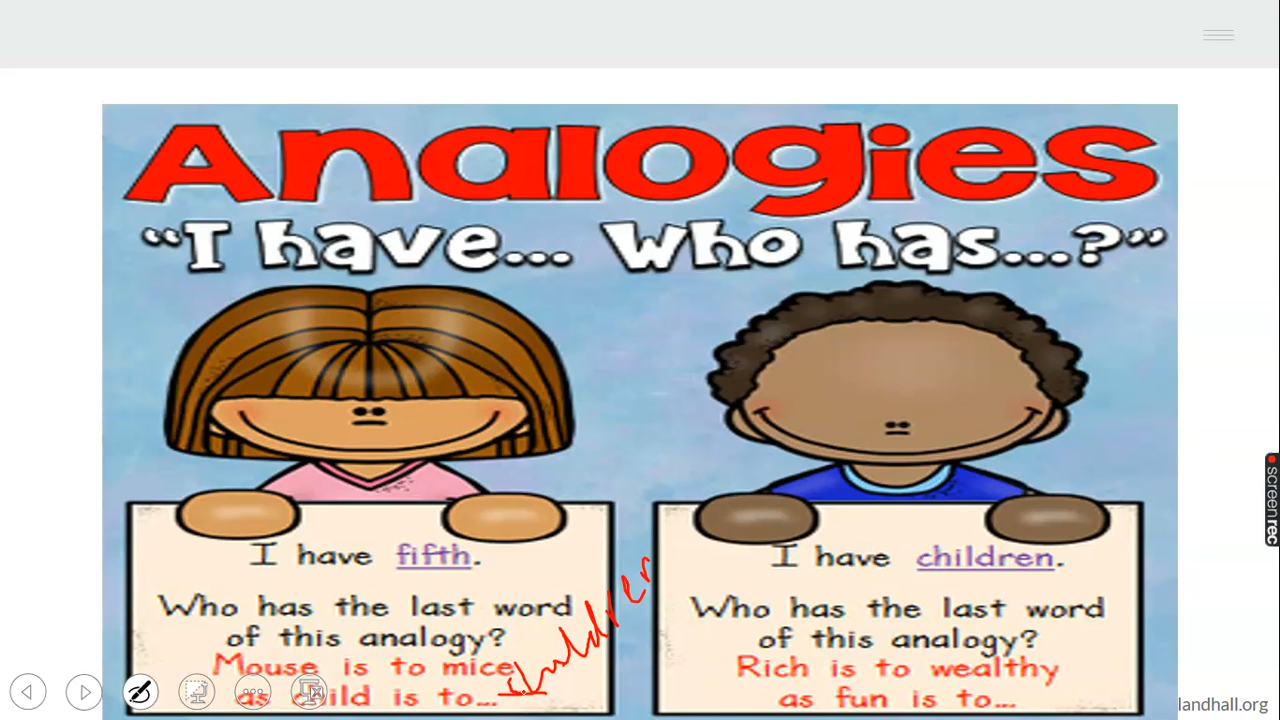 Analogies
"I have... Who has...?"
I have fifth.
Who has the last word
of this analogy?
Mouse is to mice
as child is to...
children
I have children.
Who has the last word
of this analogy?
Rich is to wealthy
as fun is to...
landhall.org
screenrec